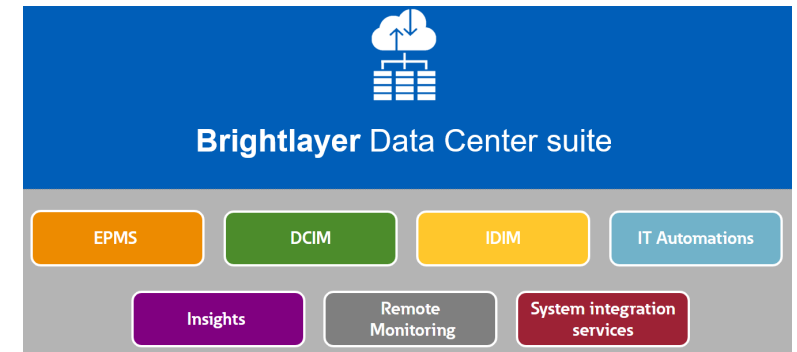 Brightlayer Data Center suite
EPMS
DCIM
IDIM
IT Automations
Insights
Remote
Monitoring
System integration
services